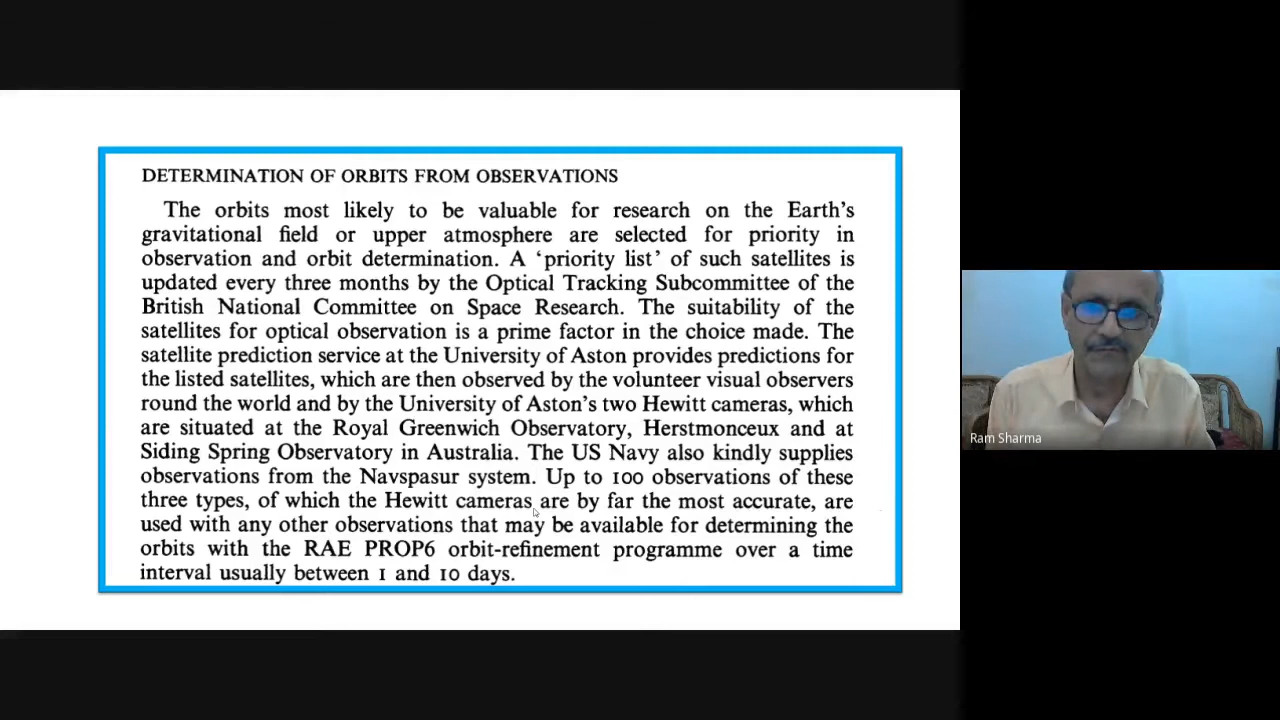 DETERMINATION OF ORBITS FROM OBSERVATIONS
The orbits most likely to be valuable for research on the Earth's
gravitational field or upper atmosphere are selected for priority in
observation and orbit determination. A 'priority list' of such satellites is
updated every three months by the Optical Tracking Subcommittee of the
British National Committee on Space Research. The suitability of the
satellites for optical observation is a prime factor in the choice made. The
satellite prediction service at the University of Aston provides predictions for
the listed satellites, which are then observed by the volunteer visual observers
round the world and by the University of Aston's two Hewitt cameras, which
are situated at the Royal Greenwich Observatory, Herstmonceux and at
Siding Spring Observatory in Australia. The US Navy also kindly supplies
observations from the Navspasur system. Up to 100 observations of these
three types, of which the Hewitt cameras are by far the most accurate, are
used with any other observations that may be available for determining the
orbits with the RAE PROP6 orbit-refinement programme over a time
interval usually between 1 and 10 days.
Ram Sharma